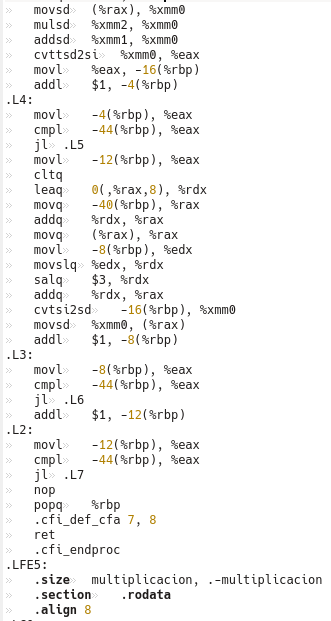 movsd (%rax), %xmm0
mulsd %xmm2, %xmm0
addsd %xmm1, %xmm0
cvttsd2si %xmm0, %eax
movl %eax, -16(%rbp)
addl $1, -4(%rbp)
.L4:
movl -4(%rbp), %eax
cmpl -44(%rbp), %eax
jl .L5
movl -12(%rbp), %eax
cltq
leaq 0(,%rax,8), %rdx
movq -40(%rbp), %rax
addq %rdx, %rax
movq (%rax), %rax
movl -8(%rbp), %edx
movslq %edx, %rdx
salq $3, %rdx
addq %rdx, %rax
cvtsi2sd -16(%rbp), %xmm0
movsd %xmm0, (%rax)
addl $1, -8(%rbp)
.L3:
movl -8(%rbp), %eax
cmpl -44(%rbp), %eax
jl .L6
addl $1, -12(%rbp)
.L2:
movl -12(%rbp), %eax
cmpl -44(%rbp), %eax
jl .L7
nop
popq %rbp
.cfi_def_cfa 7, 8
ret
.cfi_endproc
.LFE5:
.size multiplicacion, .-multiplicacion
.section .rodata
.align 8